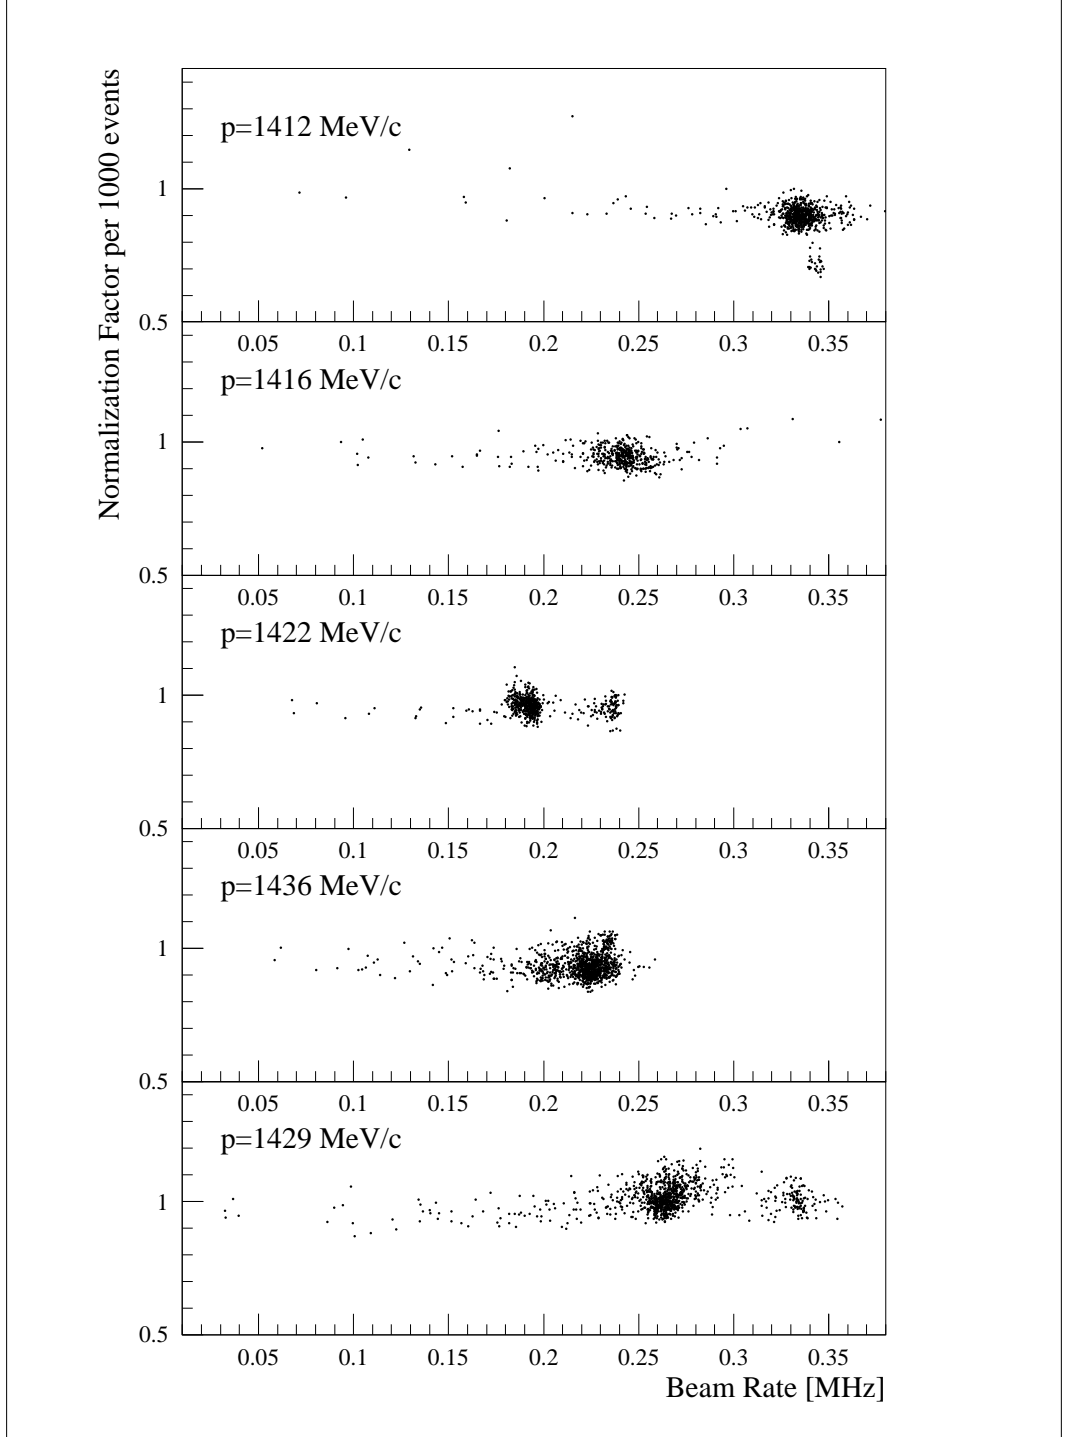 Normalization Factor per 1000 events
p=1412 MeV/c
1
0.5
0.05 0.1 0.15 0.2 0.25 0.3 0.35
p=1416 MeV/c
1
0.5
0.05 0.1 0.15 0.2 0.25 0.3 0.35
p=1422 MeV/c
1
0.5
0.05 0.1 0.15 0.2 0.25 0.3 0.35
p=1436 MeV/c
1
0.5
0.05 0.1 0.15 0.2 0.25 0.3 0.35
p=1429 MeV/c
1
0.5
0.05 0.1 0.15 0.2 0.25 0.3 0.35
Beam Rate [MHz]